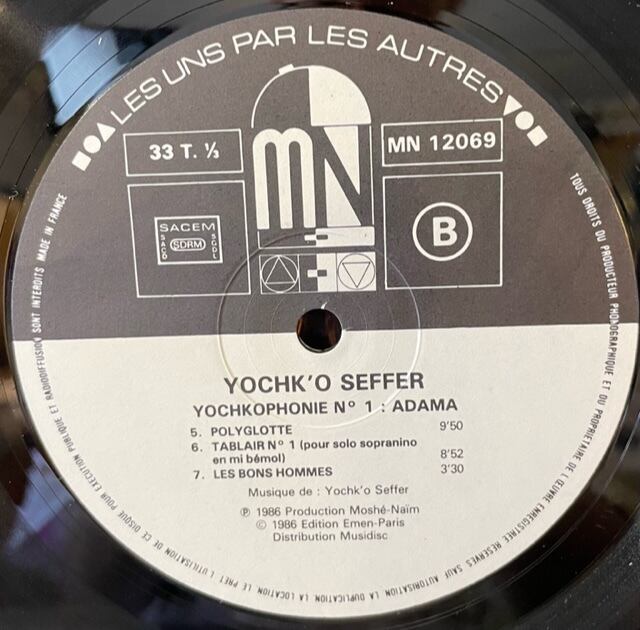 ■●▲ LES UNS PAR LES AUTRES ▼●■
33 T. ⅓
MN
MN 12069
SACEM
SACD
SDRM
SGDL
B
YOCHK'O SEFFER
YOCHKOPHONIE N° 1 : ADAMA
5. POLYGLOTTE 9'50
6. TABLAIR N° 1 (pour solo sopranino
en mi bémol) 8'52
7. LES BONS HOMMES 3'30
Musique de : Yochk'o Seffer
℗ 1986 Production Moshé-Naïm
© 1986 Edition Emen-Paris
Distribution Musidisc
TOUS DROITS DU PRODUCTEUR PHONOGRAPHIQUE ET DU PROPRIETAIRE DE L'ŒUVRE ENREGISTREE RESERVES. SAUF AUTORISATION LA DUPLICATION LA LOCATION LE PRET L'UTILISATION DE CE DISQUE POUR EXECUTION PUBLIQUE ET RADIODIFFUSION SONT INTERDITS MADE IN FRANCE